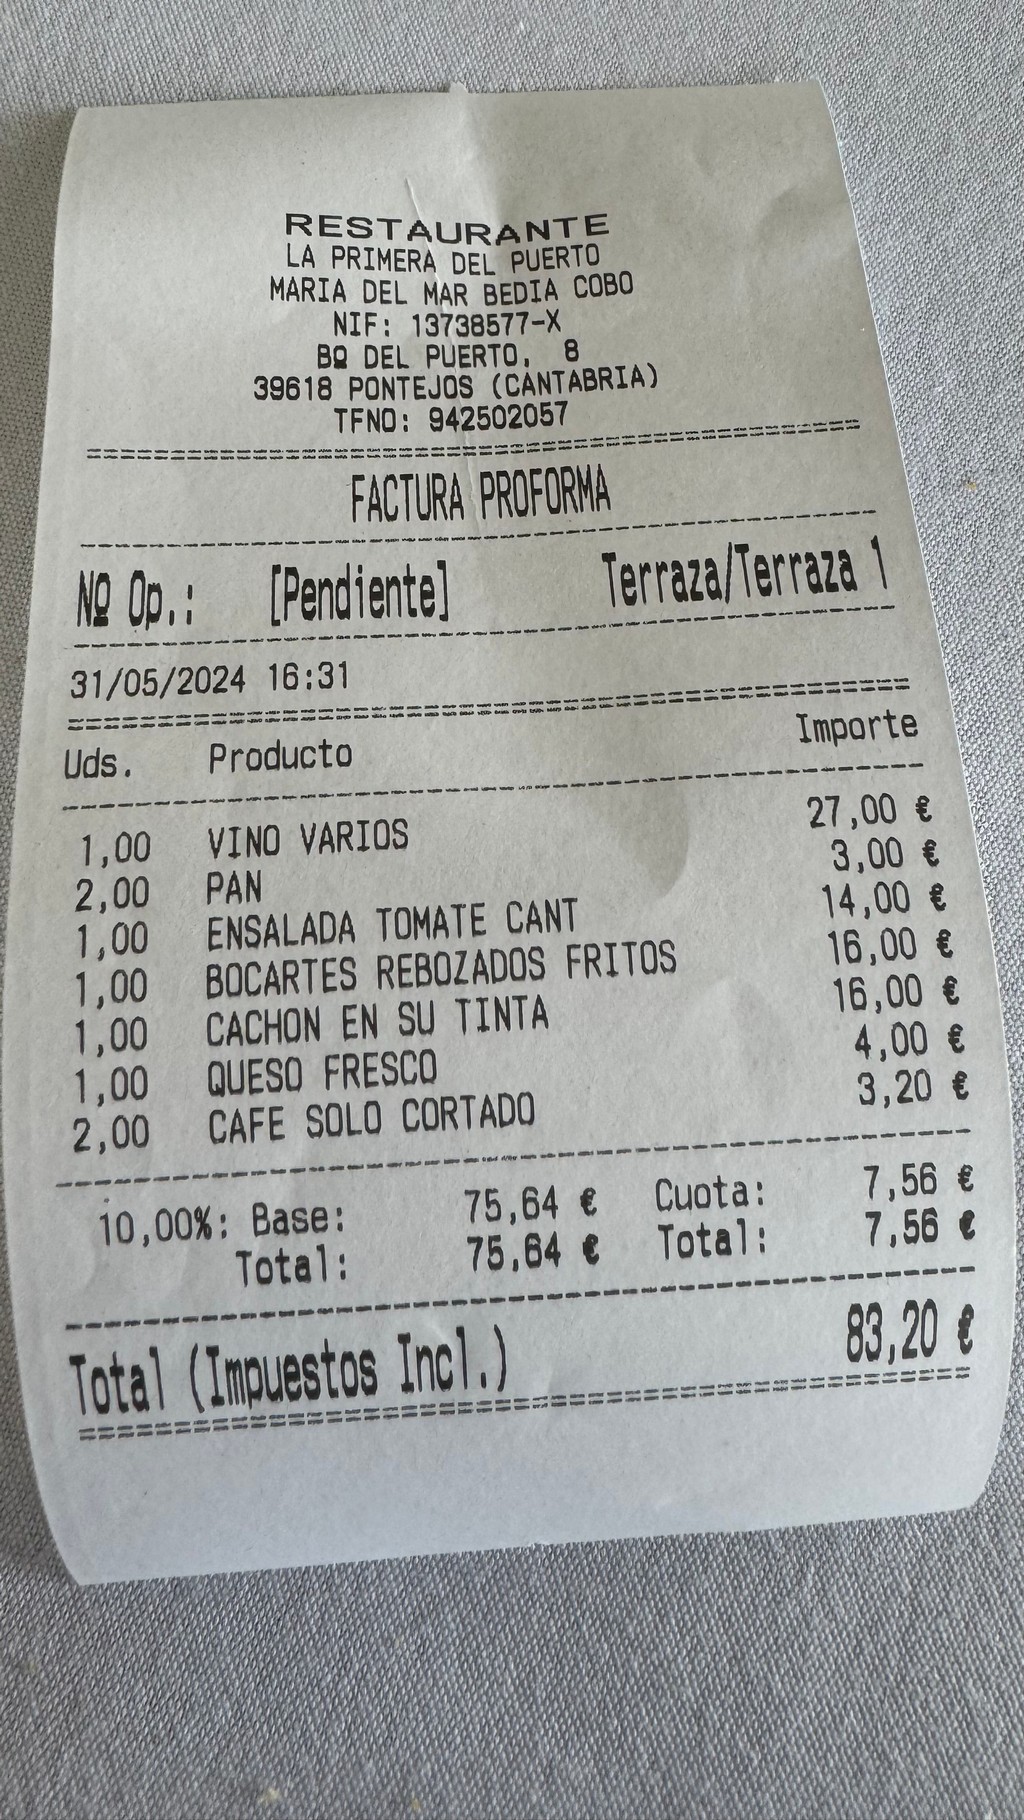 RESTAURANTE
LA PRIMERA DEL PUERTO
MARIA DEL MAR BEDIA COBO
NIF: 13738577-X
Bº DEL PUERTO, 8
39618 PONTEJOS (CANTABRIA)
TFNO: 942502057
FACTURA PROFORMA
Nº Op.: [Pendiente] Terraza/Terraza 1
31/05/2024 16:31
Uds. Producto Importe
1,00 VINO VARIOS 27,00 €
2,00 PAN 3,00 €
1,00 ENSALADA TOMATE CANT 14,00 €
1,00 BOCARTES REBOZADOS FRITOS 16,00 €
1,00 CACHON EN SU TINTA 16,00 €
1,00 QUESO FRESCO 4,00 €
2,00 CAFE SOLO CORTADO 3,20 €
10,00%: Base: 75,64 € Cuota: 7,56 €
Total: 75,64 € Total: 7,56 €
Total (Impuestos Incl.) 83,20 €